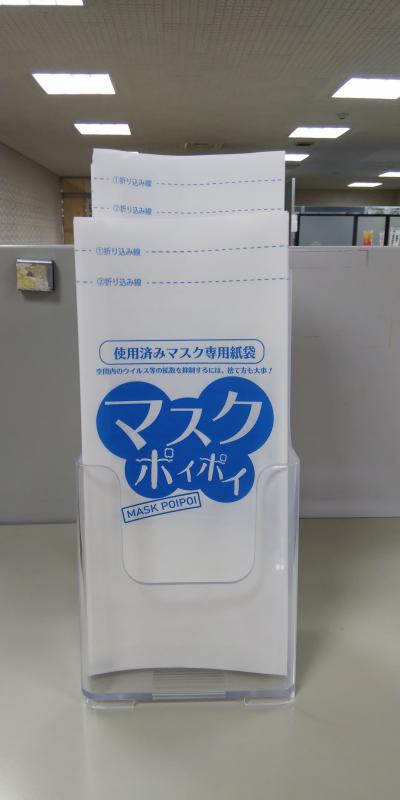 ①折り込み線
②折り込み線
①折り込み線
②折り込み線
使用済みマスク専用紙袋
空間内のウイルス等の拡散を抑制するには、捨て方も大事！
マスク
ポイポイ
MASK POIPOI